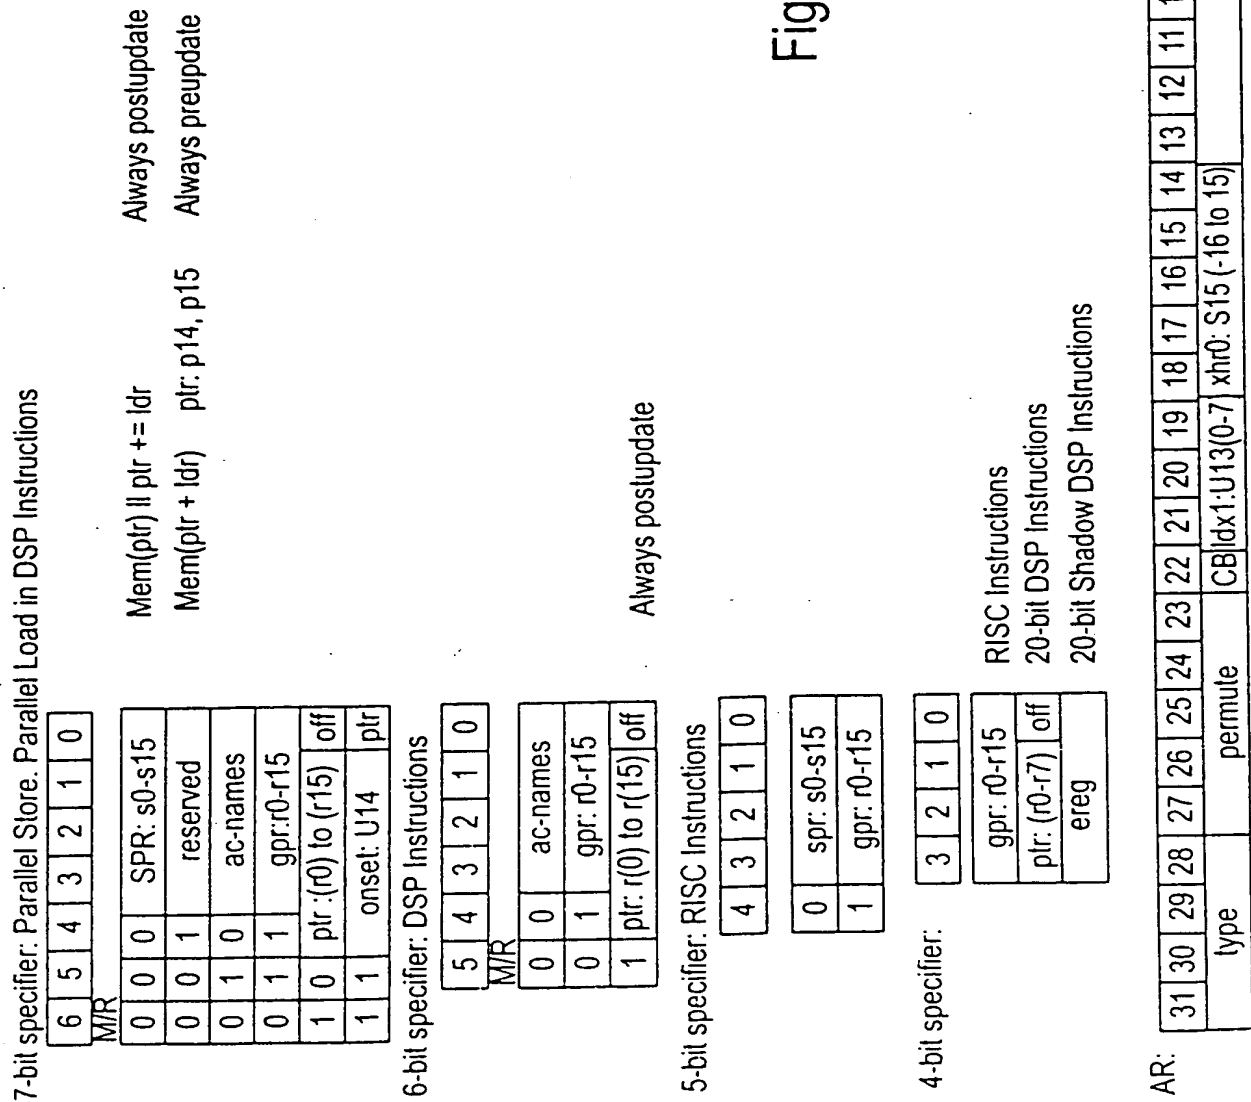 7-bit specifier: Parallel Store. Parallel Load in DSP Instructions
6 5 4 3 2 1 0
M/R
0 0 0 SPR: s0-s15
0 0 1 reserved
0 1 0 ac-names
0 1 1 gpr:r0-r15
1 0 ptr :(r0) to (r15) off Mem(ptr) || ptr += ldr Always postupdate
1 1 onset: U14 ptr Mem(ptr + ldr) ptr: p14, p15 Always preupdate
6-bit specifier: DSP Instructions
5 4 3 2 1 0
M/R
0 0 ac-names
0 1 gpr: r0-r15
1 ptr: r(0) to r(15) off Always postupdate
5-bit specifier: RISC Instructions
4 3 2 1 0
0 spr: s0-s15
1 gpr: r0-r15
4-bit specifier:
3 2 1 0
gpr: r0-r15 RISC Instructions
ptr: (r0-r7) off 20-bit DSP Instructions
ereg 20-bit Shadow DSP Instructions
Fig
AR:
31 30 29 28 27 26 25 24 23 22 21 20 19 18 17 16 15 14 13 12 11
type permute CB ldx1:U13(0-7) xhr0: S15 (-16 to 15)